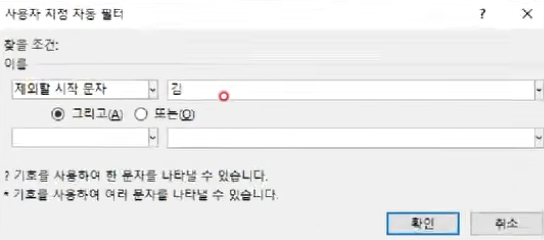 사용자 지정 자동 필터 ? ×
찾을 조건:
이름
제외할 시작 문자 김
그리고(A) 또는(O)
? 기호를 사용하여 한 문자를 나타낼 수 있습니다.
* 기호를 사용하여 여러 문자를 나타낼 수 있습니다.
확인 취소